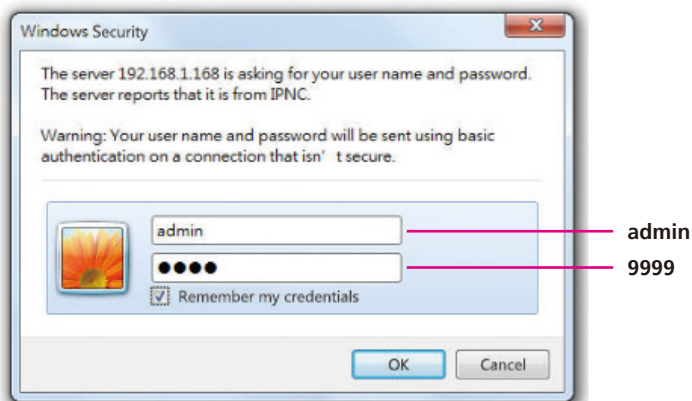 Windows Security
The server 192.168.1.168 is asking for your user name and password.
The server reports that it is from IPNC.
Warning: Your user name and password will be sent using basic
authentication on a connection that isn' t secure.
admin
●●●●
Remember my credentials
admin
9999
OK
Cancel